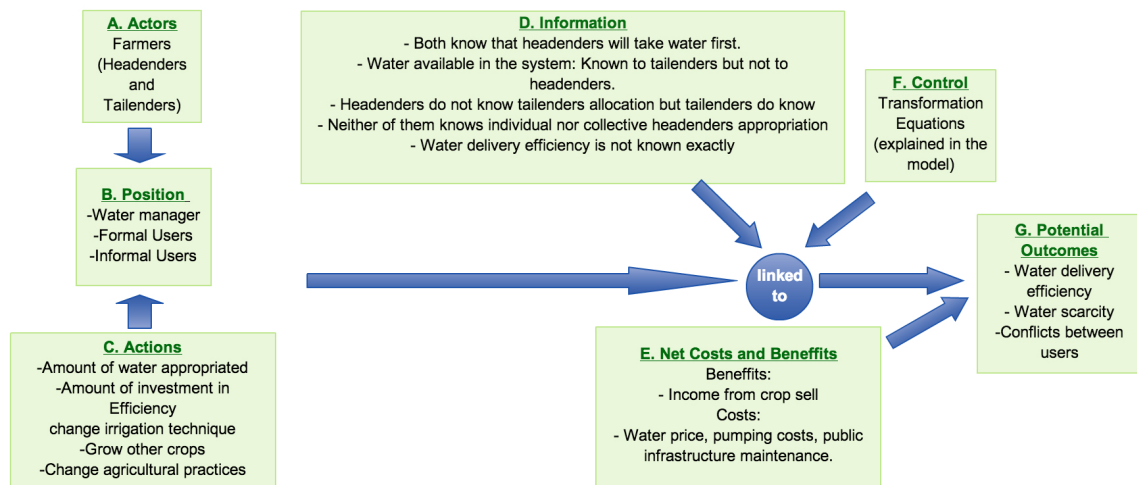 A. Actors
Farmers
(Headenders
and
Tailenders)
B. Position
-Water manager
-Formal Users
-Informal Users
C. Actions
-Amount of water appropriated
-Amount of investment in
Efficiency
change irrigation technique
-Grow other crops
-Change agricultural practices
D. Information
- Both know that headenders will take water first.
- Water available in the system: Known to tailenders but not to
headenders.
- Headenders do not know tailenders allocation but tailenders do know
- Neither of them knows individual nor collective headenders appropriation
- Water delivery efficiency is not known exactly
F. Control
Transformation
Equations
(explained in the
model)
linked
to
E. Net Costs and Beneffits
Beneffits:
- Income from crop sell
Costs:
- Water price, pumping costs, public
infrastructure maintenance.
G. Potential
Outcomes
- Water delivery
efficiency
- Water scarcity
-Conflicts between
users